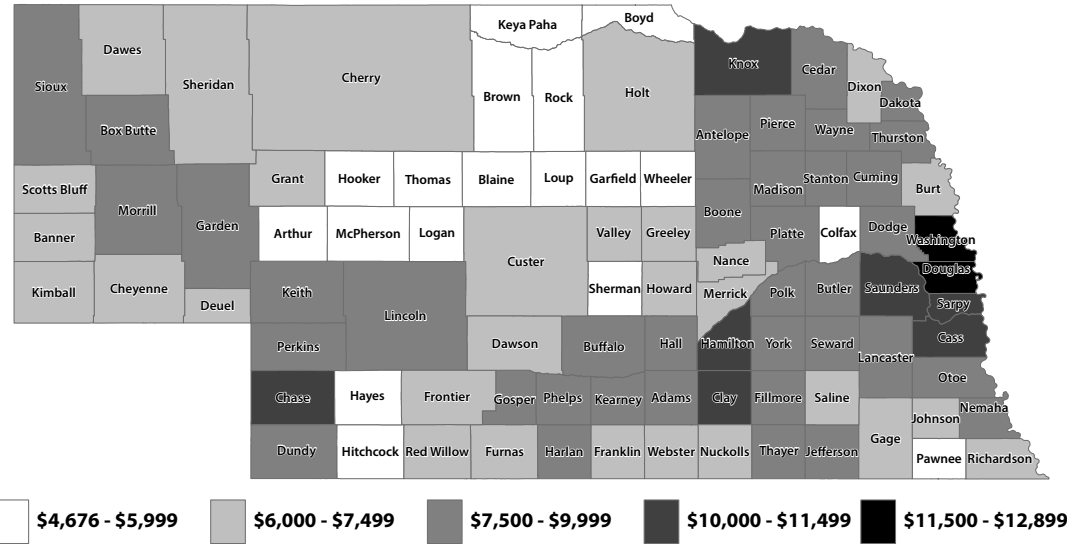 Keya Paha
Boyd
Dawes
Sioux
Sheridan
Cherry
Knox
Cedar
Dixon
Brown
Rock
Holt
Dakota
Box Butte
Antelope
Pierce
Wayne
Thurston
Scotts Bluff
Grant
Hooker
Thomas
Blaine
Loup
Garfield
Wheeler
Madison
Stanton
Cuming
Burt
Morrill
Garden
Boone
Banner
Arthur
McPherson
Logan
Valley
Greeley
Platte
Colfax
Dodge
Washington
Custer
Nance
Douglas
Kimball
Cheyenne
Deuel
Keith
Lincoln
Sherman
Howard
Merrick
Polk
Butler
Saunders
Sarpy
Perkins
Dawson
Buffalo
Hall
Hamilton
York
Seward
Lancaster
Cass
Otoe
Chase
Hayes
Frontier
Gosper
Phelps
Kearney
Adams
Clay
Fillmore
Saline
Johnson
Nemaha
Dundy
Hitchcock
Red Willow
Furnas
Harlan
Franklin
Webster
Nuckolls
Thayer
Jefferson
Gage
Pawnee
Richardson
$4,676 - $5,999
$6,000 - $7,499
$7,500 - $9,999
$10,000 - $11,499
$11,500 - $12,899